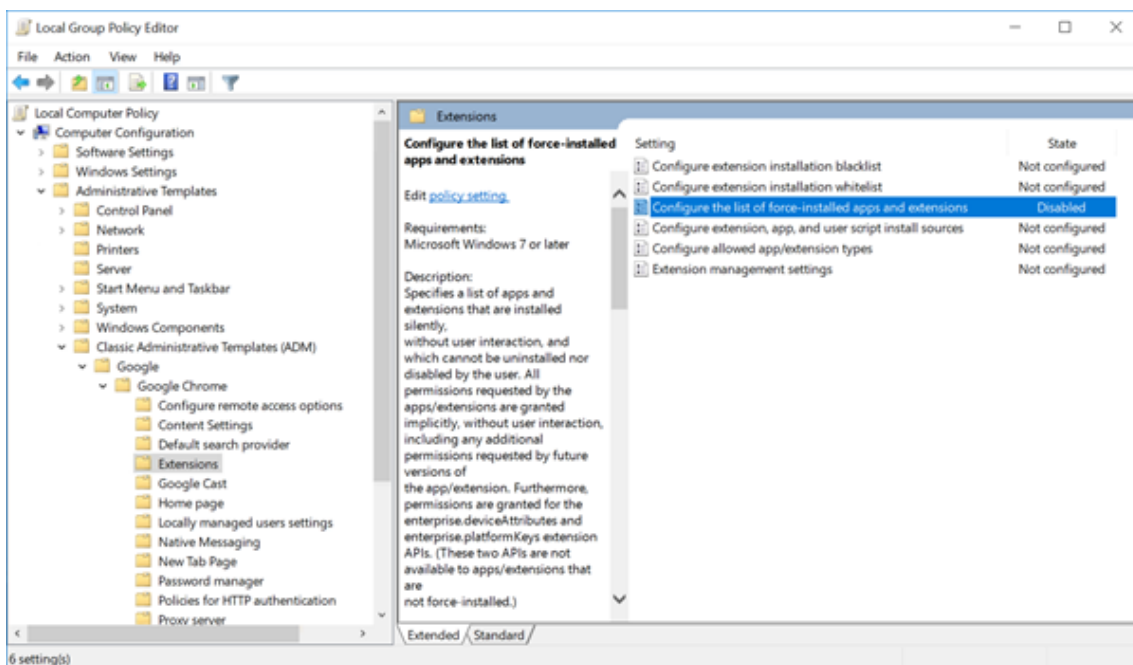 Local Group Policy Editor
File Action View Help
Local Computer Policy
Computer Configuration
Software Settings
Windows Settings
Administrative Templates
Control Panel
Network
Printers
Server
Start Menu and Taskbar
System
Windows Components
Classic Administrative Templates (ADM)
Google
Google Chrome
Configure remote access options
Content Settings
Default search provider
Extensions
Google Cast
Home page
Locally managed users settings
Native Messaging
New Tab Page
Password manager
Policies for HTTP authentication
Proxy server
Extensions
Configure the list of force-installed
apps and extensions
Edit policy setting.
Requirements:
Microsoft Windows 7 or later
Description:
Specifies a list of apps and
extensions that are installed
silently,
without user interaction, and
which cannot be uninstalled nor
disabled by the user. All
permissions requested by the
apps/extensions are granted
implicitly, without user interaction,
including any additional
permissions requested by future
versions of
the app/extension. Furthermore,
permissions are granted for the
enterprise.deviceAttributes and
enterprise.platformKeys extension
APIs. (These two APIs are not
available to apps/extensions that
are
not force-installed.)
Setting State
Configure extension installation blacklist Not configured
Configure extension installation whitelist Not configured
Configure the list of force-installed apps and extensions Disabled
Configure extension, app, and user script install sources Not configured
Configure allowed app/extension types Not configured
Extension management settings Not configured
Extended Standard
6 setting(s)